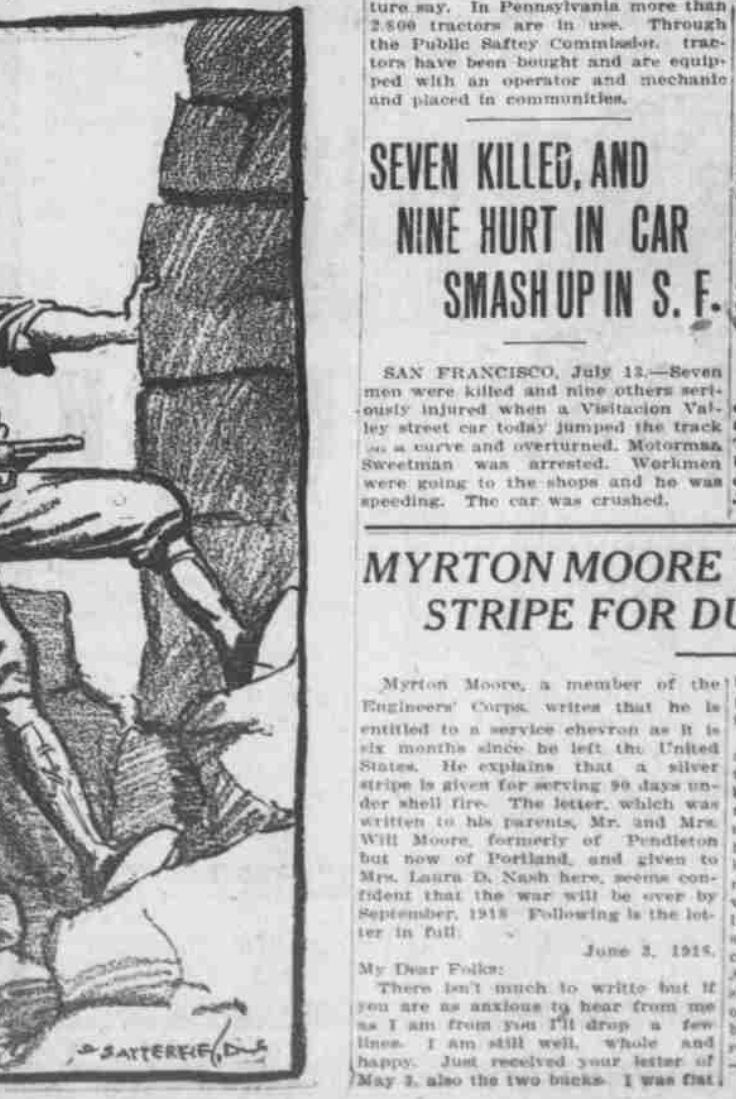 ture say. In Pennsylvania more than
2.800 tractors are in use. Through
the Public Saftey Commission. trac-
tors have been bought and are equip-
ped with an operator and mechanic
and placed in communities.
SEVEN KILLED, AND
NINE HURT IN CAR
SMASH UP IN S. F.
SAN FRANCISCO, July 13.—Seven
men were killed and nine others seri-
ously injured when a Visitacion Val-
ley street car today jumped the track
on a curve and overturned. Motorman
Sweetman was arrested. Workmen
were going to the shops and he was
speeding. The car was crushed.
MYRTON MOORE
STRIPE FOR DU
Myrton Moore, a member of the
Engineers' Corps. writes that he is
entitled to a service chevron as it is
six months since he left the United
States. He explains that a silver
stripe is given for serving 90 days un-
der shell fire. The letter, which was
written to his parents, Mr. and Mrs.
Will Moore, formerly of Pendleton
but now of Portland, and given to
Mrs. Laura D. Nash here, seems con-
fident that the war will be over by
September, 1918 Following is the let-
ter in full:
June 3, 1918.
My Dear Folks:
There isn't much to writte but if
you are as anxious to hear from me
as I am from you I'll drop a few
lines. I am still well, whole and
happy. Just received your letter of
May 3, also the two bucks. I was flat
SATTERFIELD